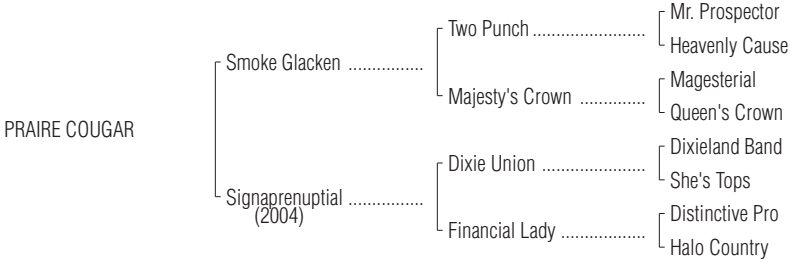 Mr. Prospector
Two Punch ........................
Heavenly Cause
Smoke Glacken ................
Magesterial
Majesty's Crown ..............
Queen's Crown
PRAIRE COUGAR
Dixieland Band
Dixie Union ......................
She's Tops
Signaprenuptial ................
(2004)
Distinctive Pro
Financial Lady ..................
Halo Country